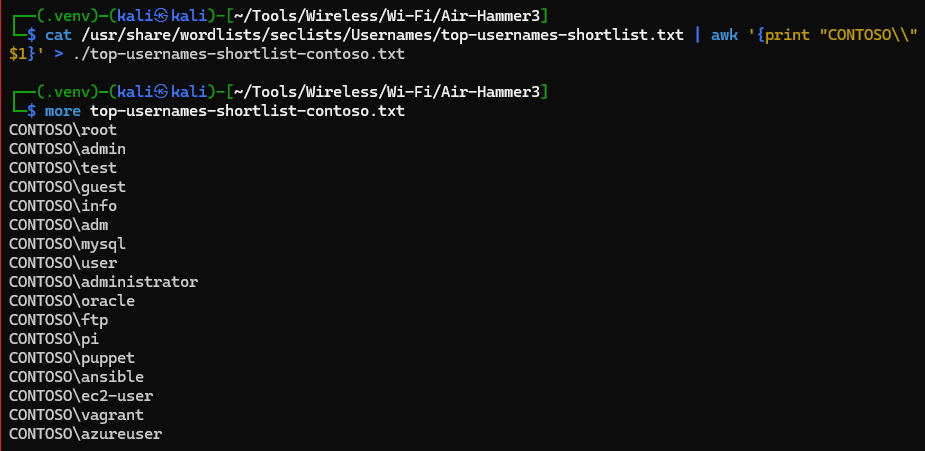 ┌──(.venv)─(kali㉿kali)-[~/Tools/Wireless/Wi-Fi/Air-Hammer3]
└─$ cat /usr/share/wordlists/seclists/Usernames/top-usernames-shortlist.txt | awk '{print "CONTOSO\\"
$1}' > ./top-usernames-shortlist-contoso.txt
┌──(.venv)─(kali㉿kali)-[~/Tools/Wireless/Wi-Fi/Air-Hammer3]
└─$ more top-usernames-shortlist-contoso.txt
CONTOSO\root
CONTOSO\admin
CONTOSO\test
CONTOSO\guest
CONTOSO\info
CONTOSO\adm
CONTOSO\mysql
CONTOSO\user
CONTOSO\administrator
CONTOSO\oracle
CONTOSO\ftp
CONTOSO\pi
CONTOSO\puppet
CONTOSO\ansible
CONTOSO\ec2-user
CONTOSO\vagrant
CONTOSO\azureuser